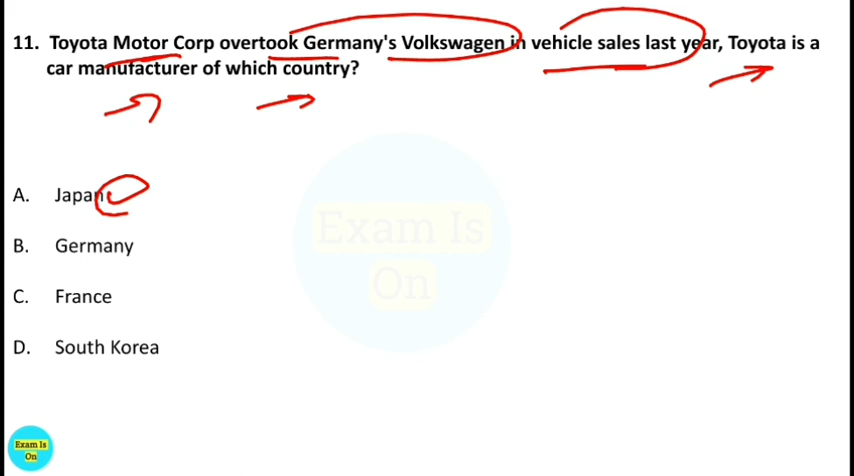 11. Toyota Motor Corp overtook Germany's Volkswagen in vehicle sales last year, Toyota is a
car manufacturer of which country?
A. Japan
Exam Is
On
B. Germany
C. France
D. South Korea
Exam Is
On